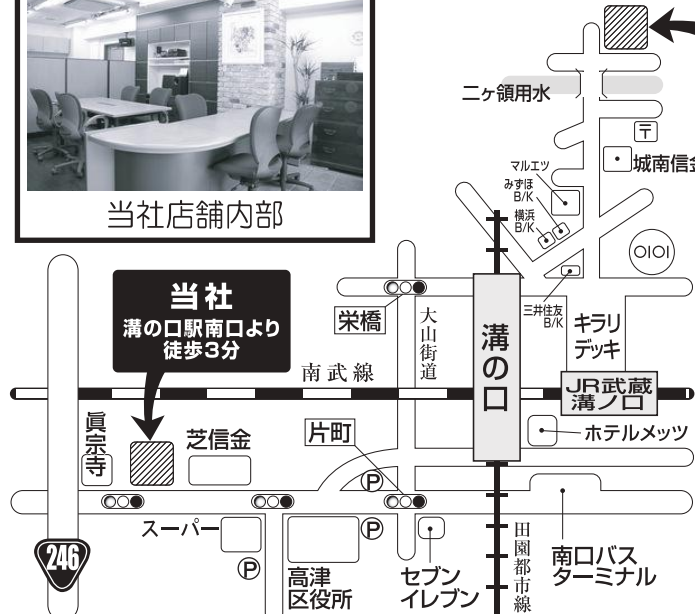 当社店舗内部
二ヶ領用水
〒
城南信金
マルエツ
みずほ
B/K
横浜
B/K
OIOI
三井住友
B/K
キラリ
デッキ
当社
溝の口駅南口より
徒歩3分
栄橋
大山街道
溝の口
南武線
JR武蔵
溝ノ口
眞宗寺
芝信金
片町
ホテルメッツ
P
スーパー
P
246
P
高津
区役所
セブン
イレブン
田園都市線
南口バス
ターミナル